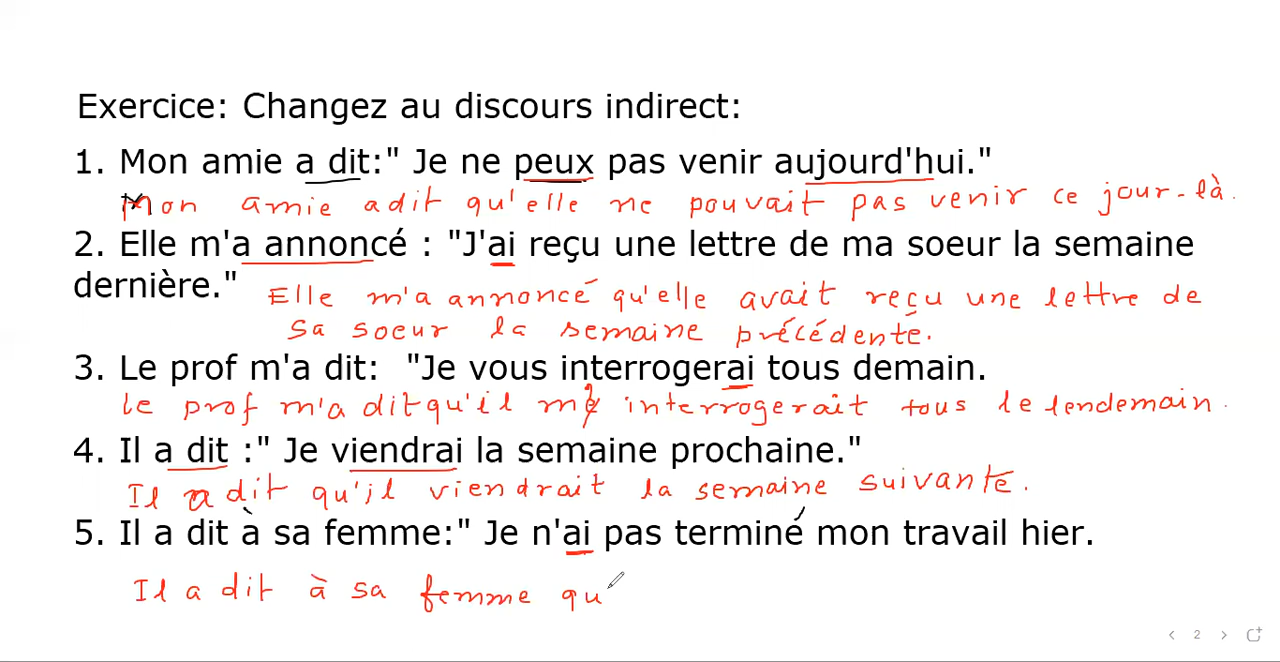 Exercice: Changez au discours indirect:
1. Mon amie a dit:" Je ne peux pas venir aujourd'hui."
Mon amie a dit qu'elle ne pouvait pas venir ce jour-là.
2. Elle m'a annoncé : "J'ai reçu une lettre de ma soeur la semaine
dernière."
Elle m'a annoncé qu'elle avait reçu une lettre de
sa soeur la semaine précédente.
3. Le prof m'a dit: "Je vous interrogerai tous demain.
Le prof m'a dit qu'il interrogerait tous le lendemain.
4. Il a dit :" Je viendrai la semaine prochaine."
Il a dit qu'il viendrait la semaine suivante.
5. Il a dit à sa femme:" Je n'ai pas terminé mon travail hier.
Il a dit à sa femme qu
2